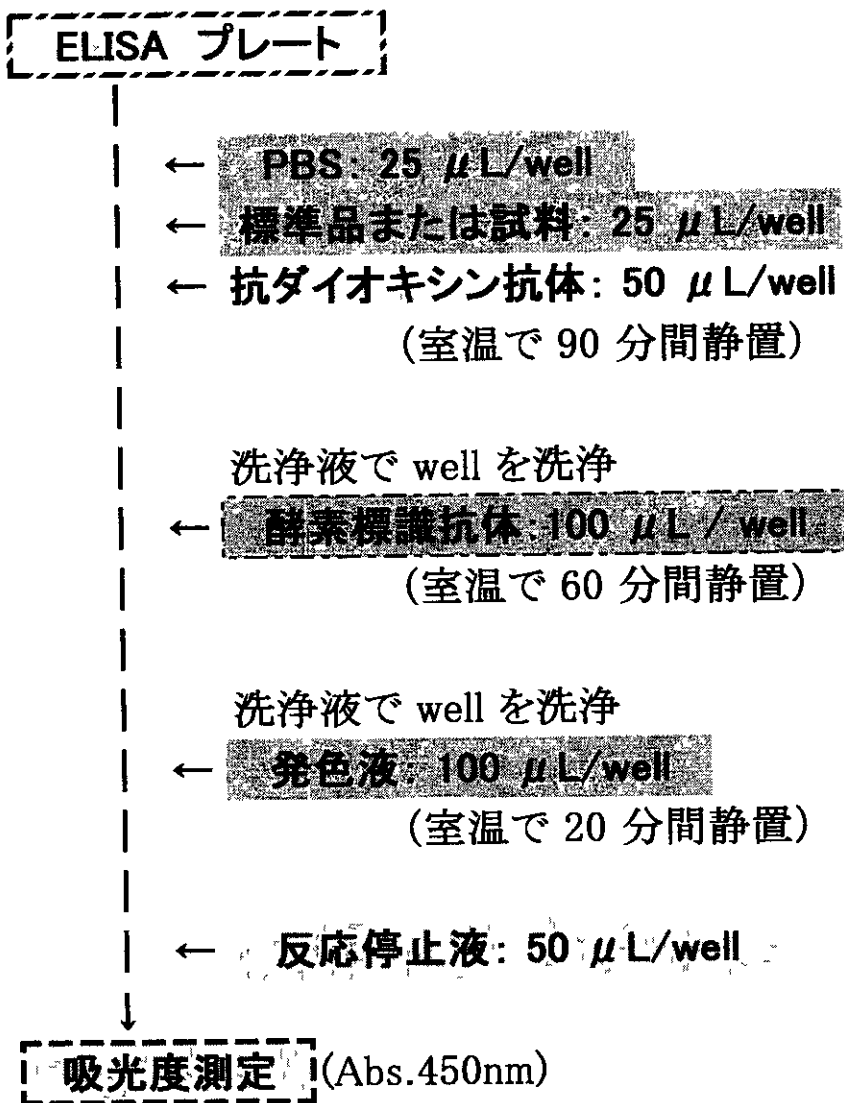 ELISA プレート
← PBS: 25 μL/well
← 標準品または試料: 25 μL/well
← 抗ダイオキシン抗体: 50 μL/well
(室温で 90 分間静置)
洗浄液で well を洗浄
← 酵素標識抗体:100 μL / well
(室温で 60 分間静置)
洗浄液で well を洗浄
← 発色液: 100 μL/well
(室温で 20 分間静置)
← 反応停止液: 50 μL/well
吸光度測定 (Abs.450nm)